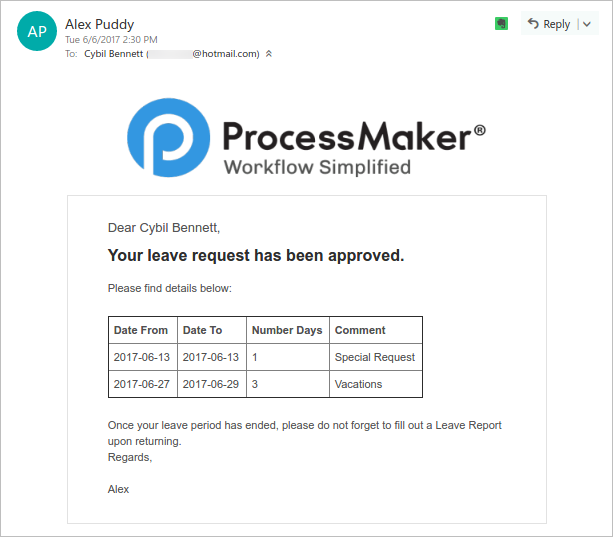 AP
Alex Puddy
Tue 6/6/2017 2:30 PM
To: Cybil Bennett (@hotmail.com)
Reply
ProcessMaker®
Workflow Simplified
Dear Cybil Bennett,
Your leave request has been approved.
Please find details below:
Date From Date To Number Days Comment
2017-06-13 2017-06-13 1 Special Request
2017-06-27 2017-06-29 3 Vacations
Once your leave period has ended, please do not forget to fill out a Leave Report
upon returning.
Regards,
Alex